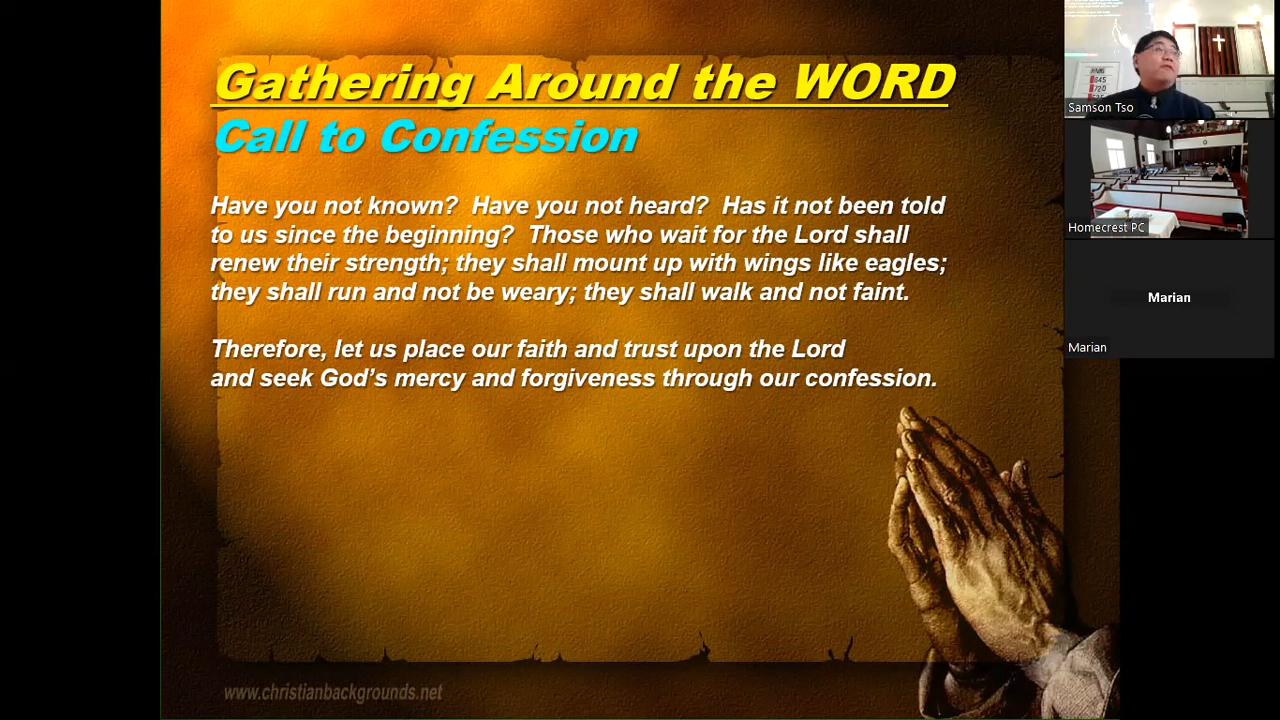 Gathering Around the WORD
Call to Confession
Have you not known?  Have you not heard?  Has it not been told
to us since the beginning?  Those who wait for the Lord shall
renew their strength; they shall mount up with wings like eagles;
they shall run and not be weary; they shall walk and not faint.
Therefore, let us place our faith and trust upon the Lord
and seek God’s mercy and forgiveness through our confession.
www.christianbackgrounds.net
645
720
Samson Tso
Homecrest PC
Marian
Marian